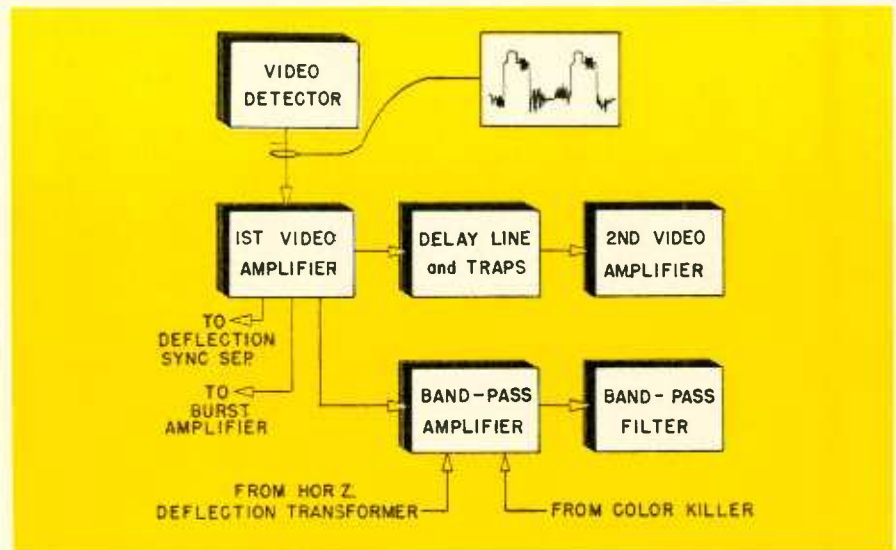 VIDEO
DETECTOR
1ST VIDEO
AMPLIFIER
DELAY LINE
and TRAPS
2ND VIDEO
AMPLIFIER
TO
DEFLECTION
SYNC SEP.
TO
BURST
AMPLIFIER
BAND-PASS
AMPLIFIER
BAND-PASS
FILTER
FROM HORIZ.
DEFLECTION TRANSFORMER
FROM COLOR KILLER